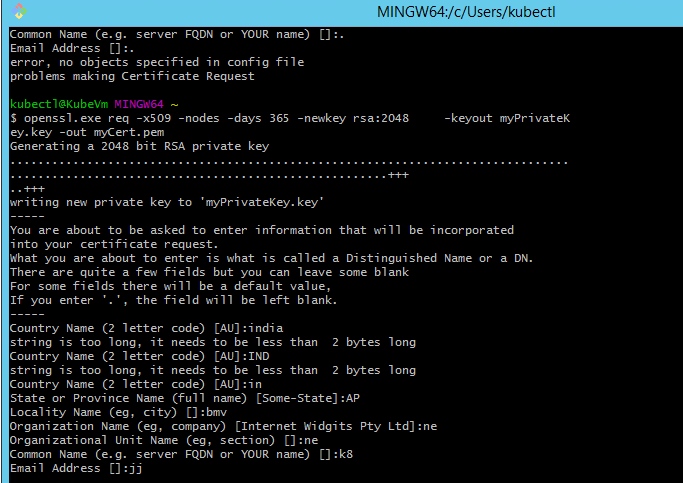 MINGW64:/c/Users/kubectl
Common Name (e.g. server FQDN or YOUR name) []:.
Email Address []:.
error, no objects specified in config file
problems making Certificate Request
kubectl@KubeVm MINGW64 ~
$ openssl.exe req -x509 -nodes -days 365 -newkey rsa:2048     -keyout myPrivateK
ey.key -out myCert.pem
Generating a 2048 bit RSA private key
................................................................................
......................................................+++
..+++
writing new private key to 'myPrivateKey.key'
-----
You are about to be asked to enter information that will be incorporated
into your certificate request.
What you are about to enter is what is called a Distinguished Name or a DN.
There are quite a few fields but you can leave some blank
For some fields there will be a default value,
If you enter '.', the field will be left blank.
-----
Country Name (2 letter code) [AU]:india
string is too long, it needs to be less than  2 bytes long
Country Name (2 letter code) [AU]:IND
string is too long, it needs to be less than  2 bytes long
Country Name (2 letter code) [AU]:in
State or Province Name (full name) [Some-State]:AP
Locality Name (eg, city) []:bmv
Organization Name (eg, company) [Internet Widgits Pty Ltd]:ne
Organizational Unit Name (eg, section) []:ne
Common Name (e.g. server FQDN or YOUR name) []:k8
Email Address []:jj